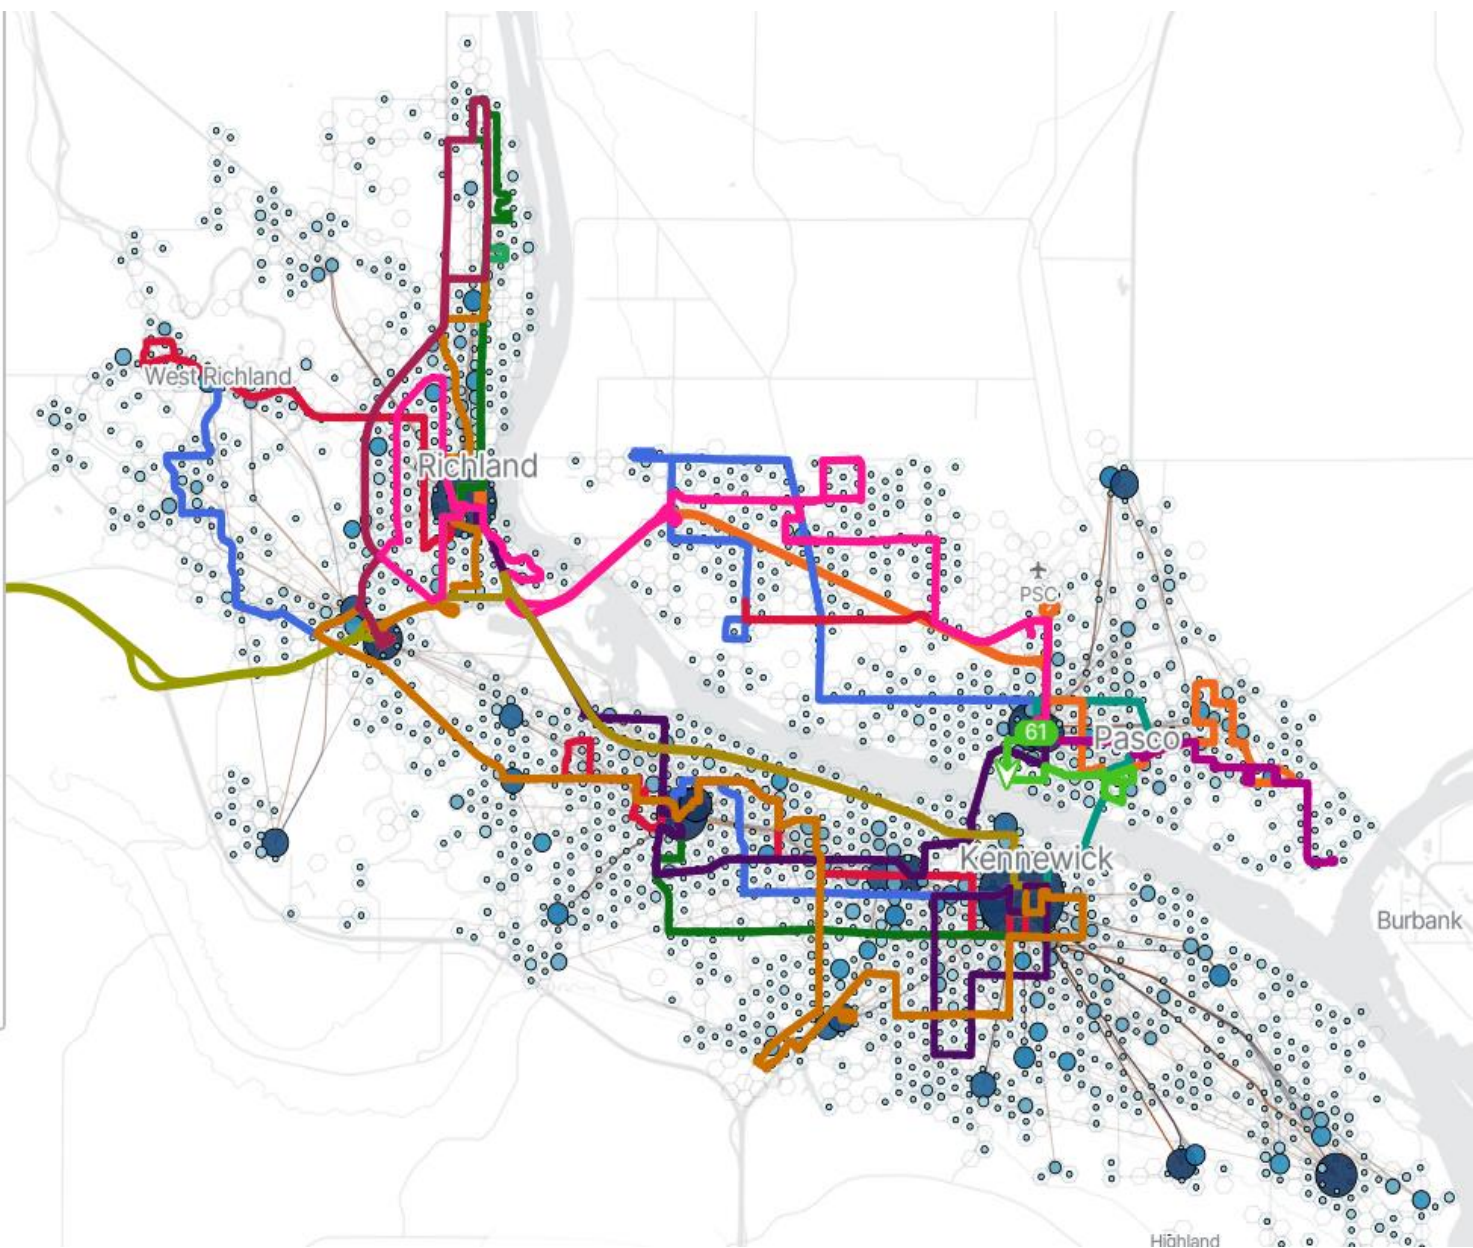 West Richland
Richland
PSC
61
Pasco
Kennewick
Burbank
Highland